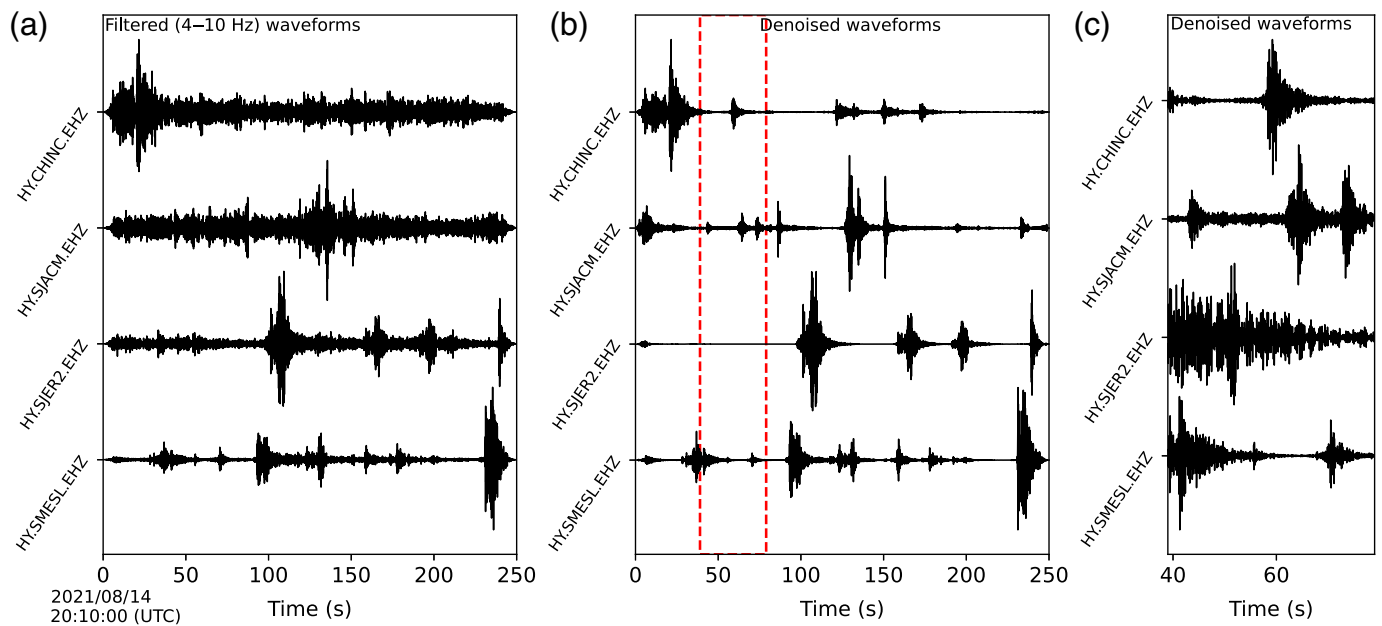 (a)
Filtered (4−10 Hz) waveforms
HY.CHINC.EHZ
HY.SJACM.EHZ
HY.SJER2.EHZ
HY.SMESL.EHZ
0 50 100 150 200 250
2021/08/14
20:10:00 (UTC)
Time (s)
(b)
Denoised waveforms
HY.CHINC.EHZ
HY.SJACM.EHZ
HY.SJER2.EHZ
HY.SMESL.EHZ
0 50 100 150 200 250
Time (s)
(c)
Denoised waveforms
HY.CHINC.EHZ
HY.SJACM.EHZ
HY.SJER2.EHZ
HY.SMESL.EHZ
40 60
Time (s)